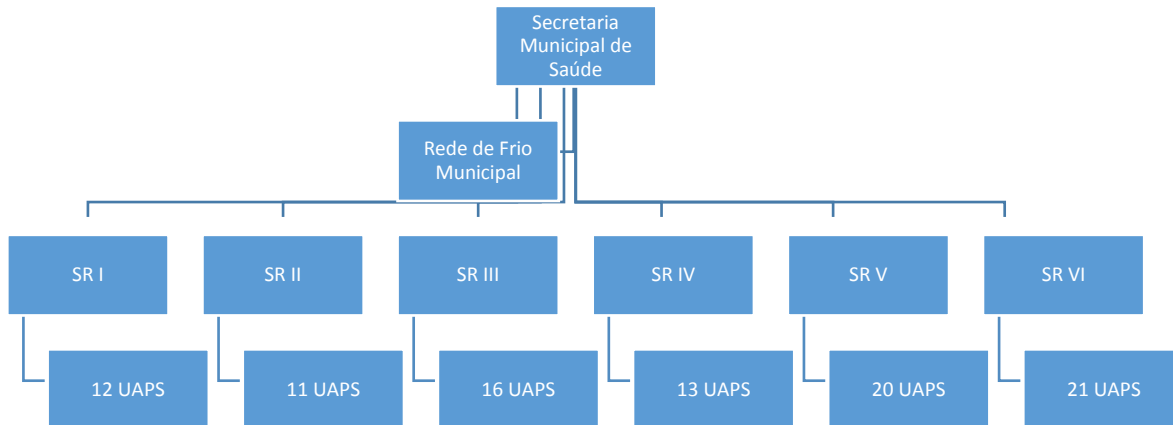 Secretaria
Municipal de
Saúde
Rede de Frio
Municipal
SR I
SR II
SR III
SR IV
SR V
SR VI
12 UAPS
11 UAPS
16 UAPS
13 UAPS
20 UAPS
21 UAPS